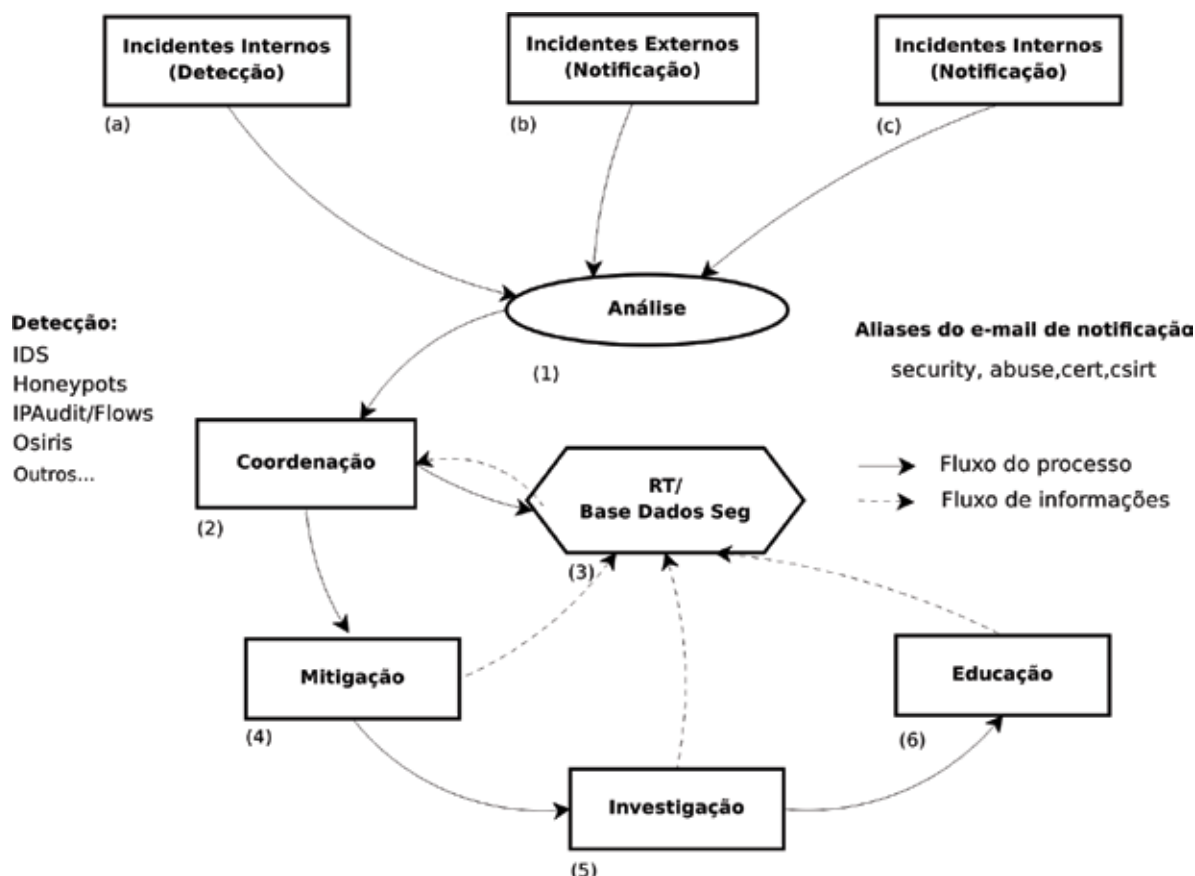 Incidentes Internos
(Detecção)
(a)
Incidentes Externos
(Notificação)
(b)
Incidentes Internos
(Notificação)
(c)
Análise
(1)
Detecção:
IDS
Honeypots
IPAudit/Flows
Osiris
Outros...
Aliases do e-mail de notificação
security, abuse,cert,csirt
Fluxo do processo
Fluxo de informações
Coordenação
(2)
RT/
Base Dados Seg
(3)
Mitigação
(4)
Investigação
(5)
Educação
(6)